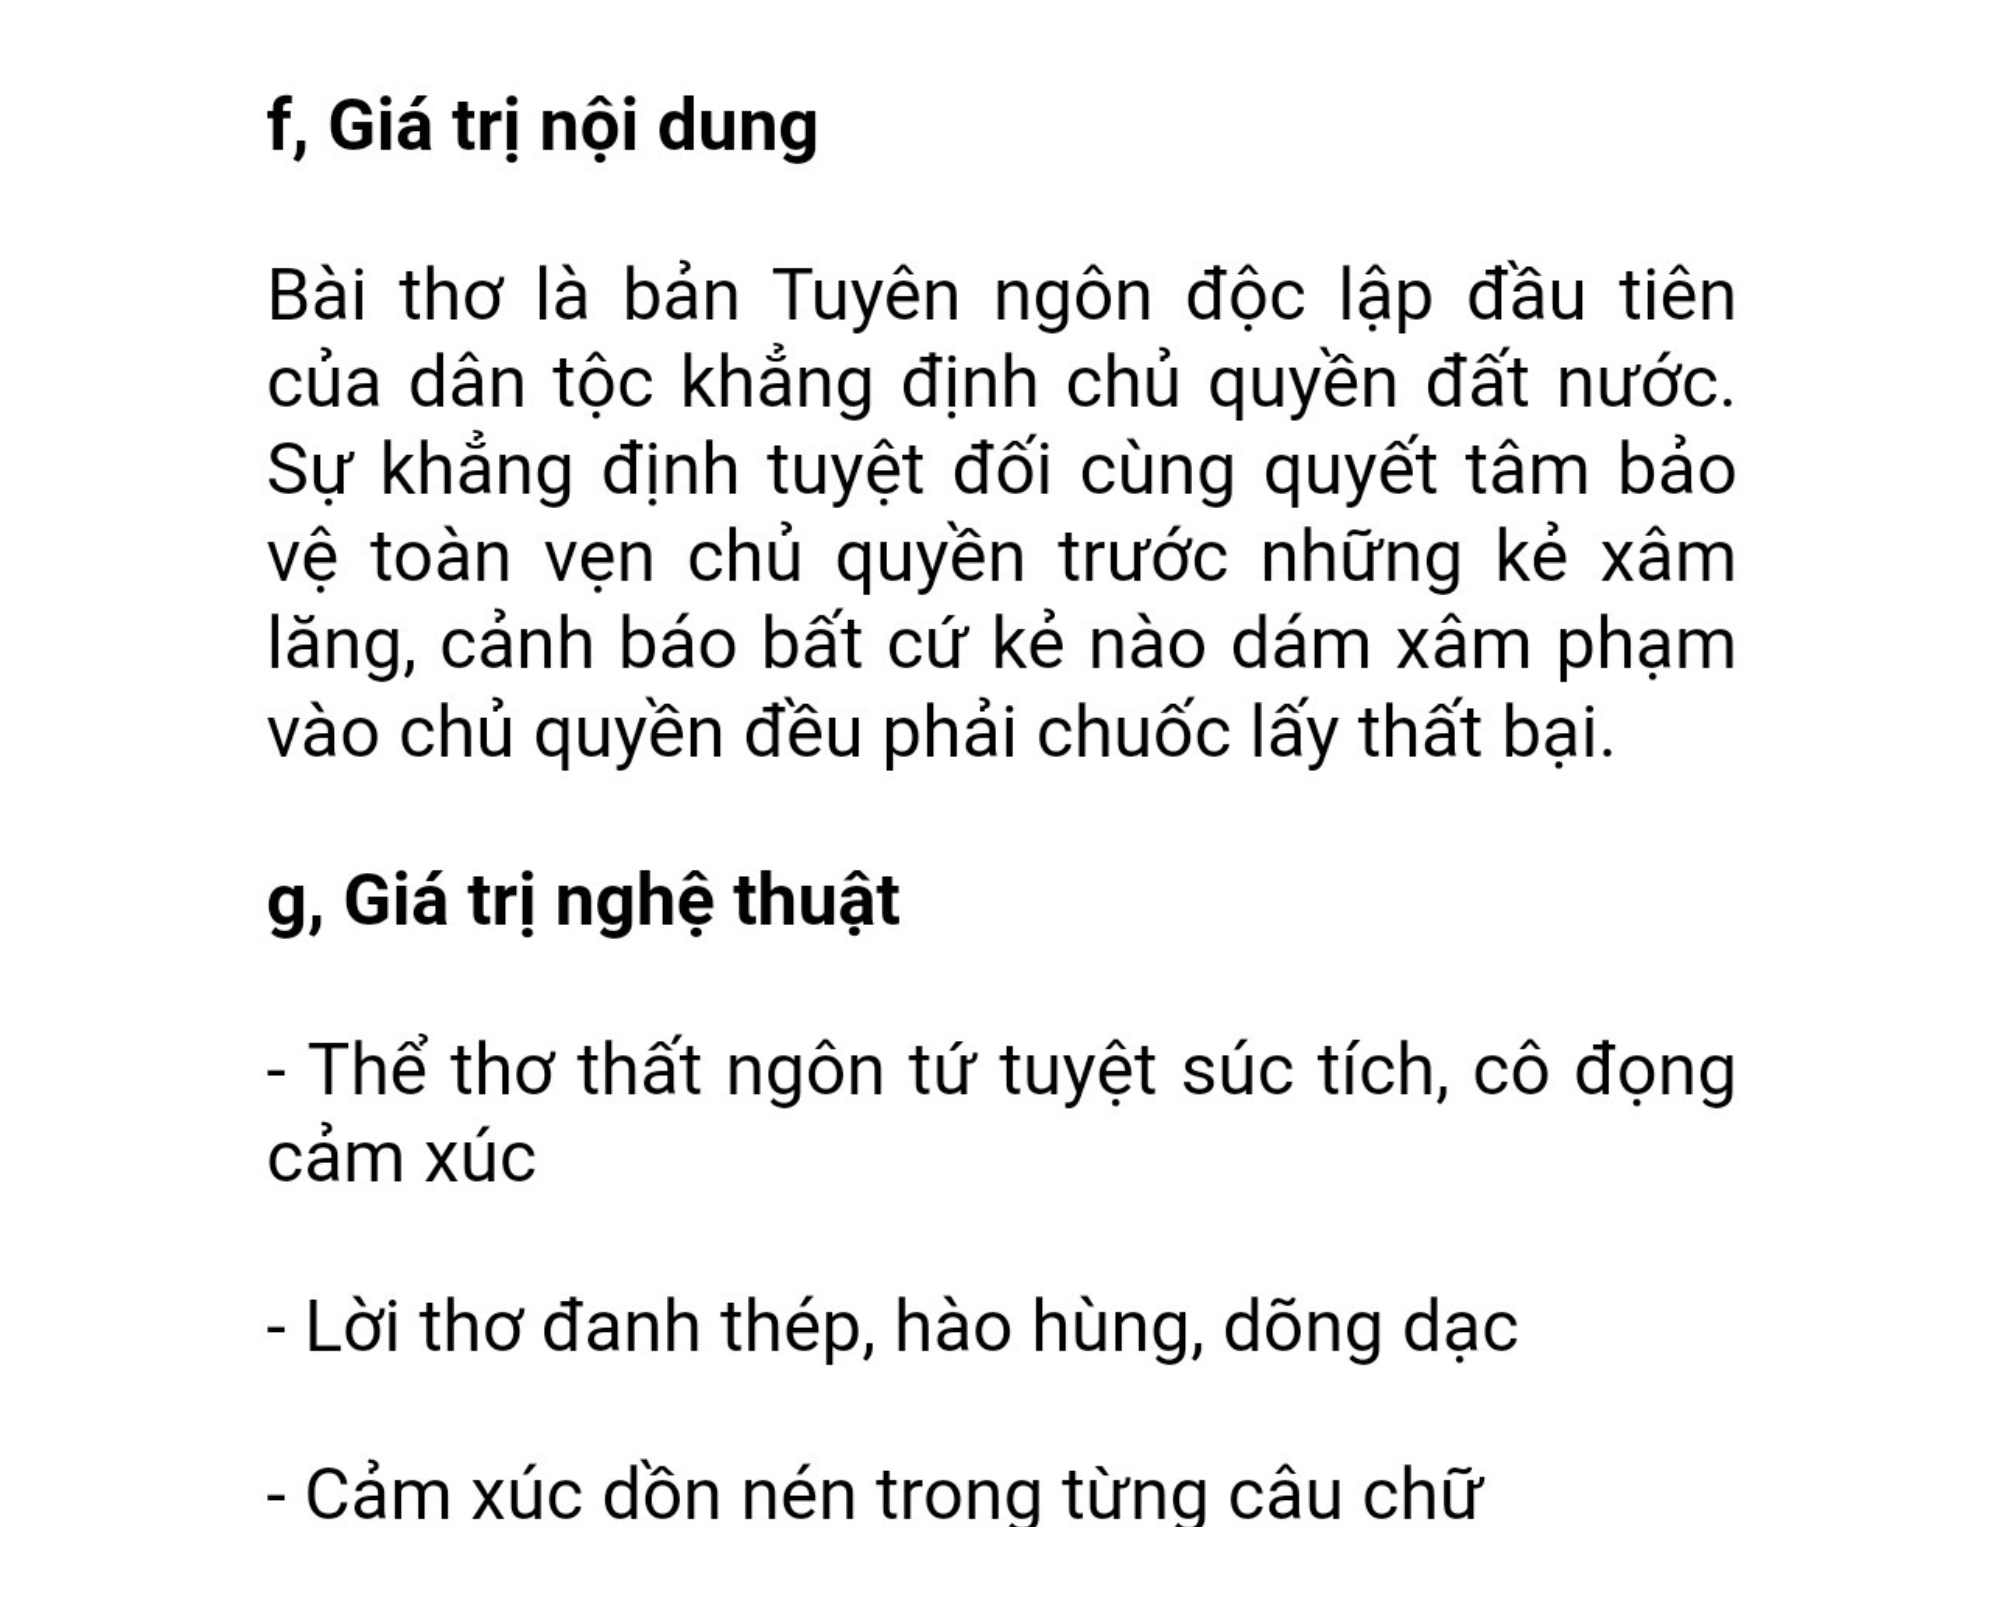 f, Giá trị nội dung
Bài thơ là bản Tuyên ngôn độc lập đầu tiên
của dân tộc khẳng định chủ quyền đất nước.
Sự khẳng định tuyệt đối cùng quyết tâm bảo
vệ toàn vẹn chủ quyền trước những kẻ xâm
lăng, cảnh báo bất cứ kẻ nào dám xâm phạm
vào chủ quyền đều phải chuốc lấy thất bại.
g, Giá trị nghệ thuật
- Thể thơ thất ngôn tứ tuyệt súc tích, cô đọng
cảm xúc
- Lời thơ đanh thép, hào hùng, dõng dạc
- Cảm xúc dồn nén trong từng câu chữ